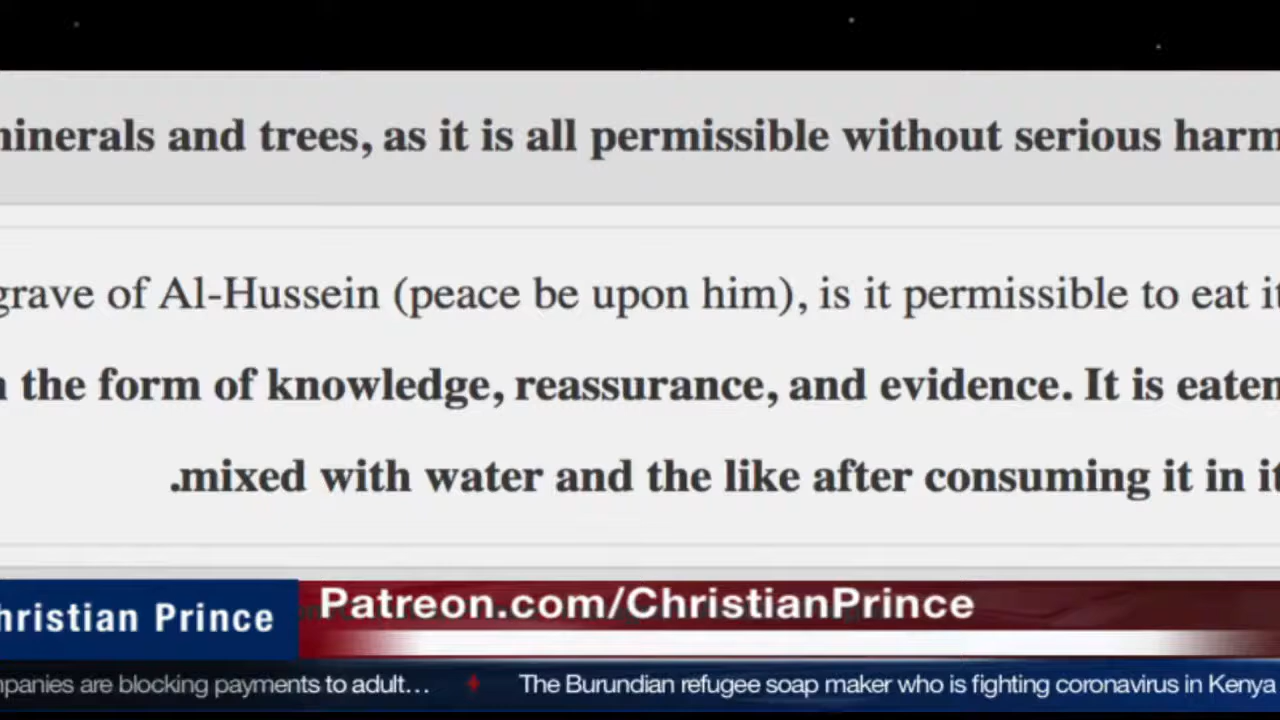 minerals and trees, as it is all permissible without serious harm
grave of Al-Hussein (peace be upon him), is it permissible to eat it
the form of knowledge, reassurance, and evidence. It is eaten
.mixed with water and the like after consuming it in it
Christian Prince
Patreon.com/ChristianPrince
mpanies are blocking payments to adult… The Burundian refugee soap maker who is fighting coronavirus in Kenya